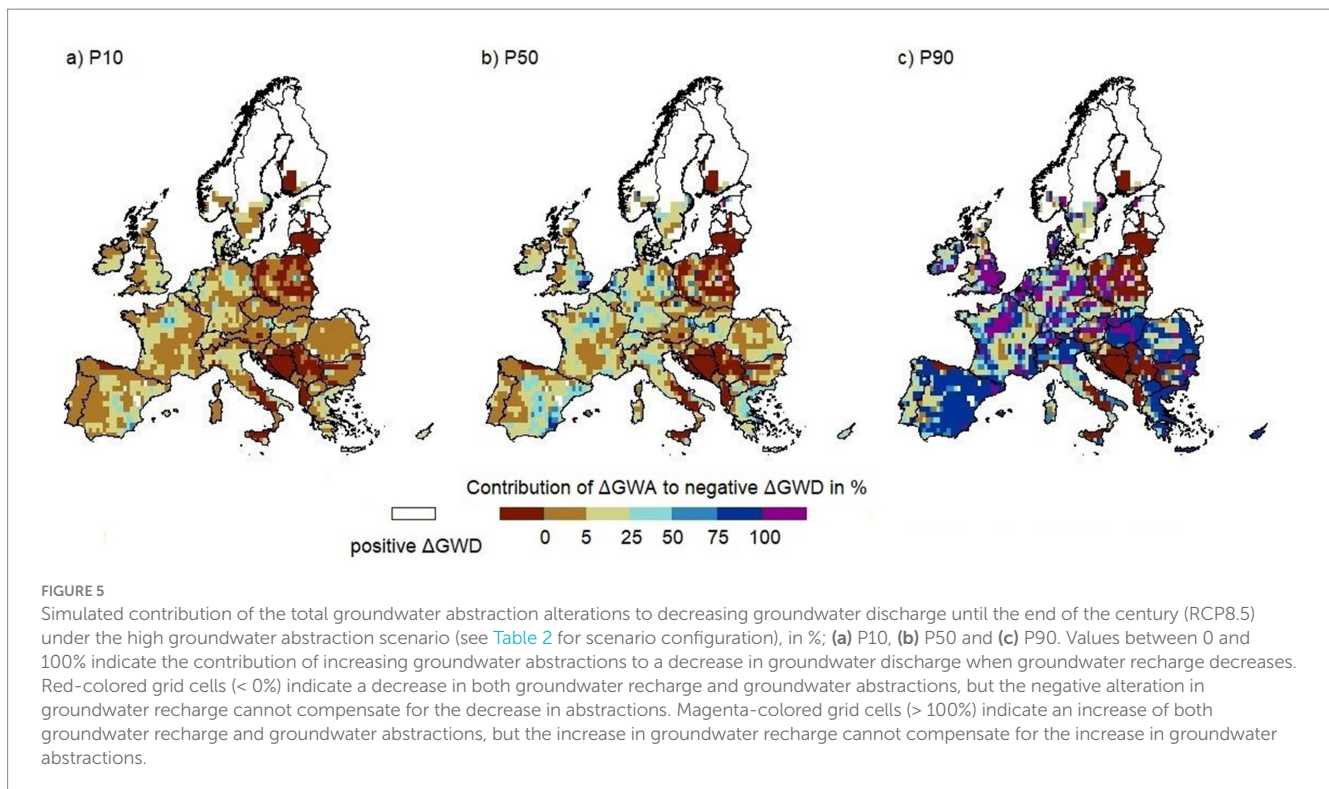 a) P10
b) P50
c) P90
Contribution of ΔGWA to negative ΔGWD in %
positive ΔGWD
0 5 25 50 75 100
FIGURE 5
Simulated contribution of the total groundwater abstraction alterations to decreasing groundwater discharge until the end of the century (RCP8.5)
under the high groundwater abstraction scenario (see Table 2 for scenario configuration), in %; (a) P10, (b) P50 and (c) P90. Values between 0 and
100% indicate the contribution of increasing groundwater abstractions to a decrease in groundwater discharge when groundwater recharge decreases.
Red-colored grid cells (< 0%) indicate a decrease in both groundwater recharge and groundwater abstractions, but the negative alteration in
groundwater recharge cannot compensate for the decrease in abstractions. Magenta-colored grid cells (> 100%) indicate an increase of both
groundwater recharge and groundwater abstractions, but the increase in groundwater recharge cannot compensate for the increase in groundwater
abstractions.